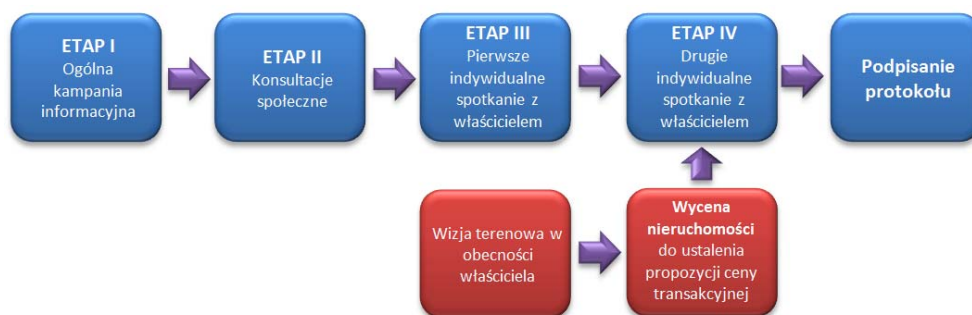 ETAP I
Ogólna
kampania
informacyjna
ETAP II
Konsultacje
społeczne
ETAP III
Pierwsze
indywidualne
spotkanie z
właścicielem
ETAP IV
Drugie
indywidualne
spotkanie z
właścicielem
Podpisanie
protokołu
Wizja terenowa w
obecności
właściciela
Wycena
nieruchomości
do ustalenia
propozycji ceny
transakcyjnej